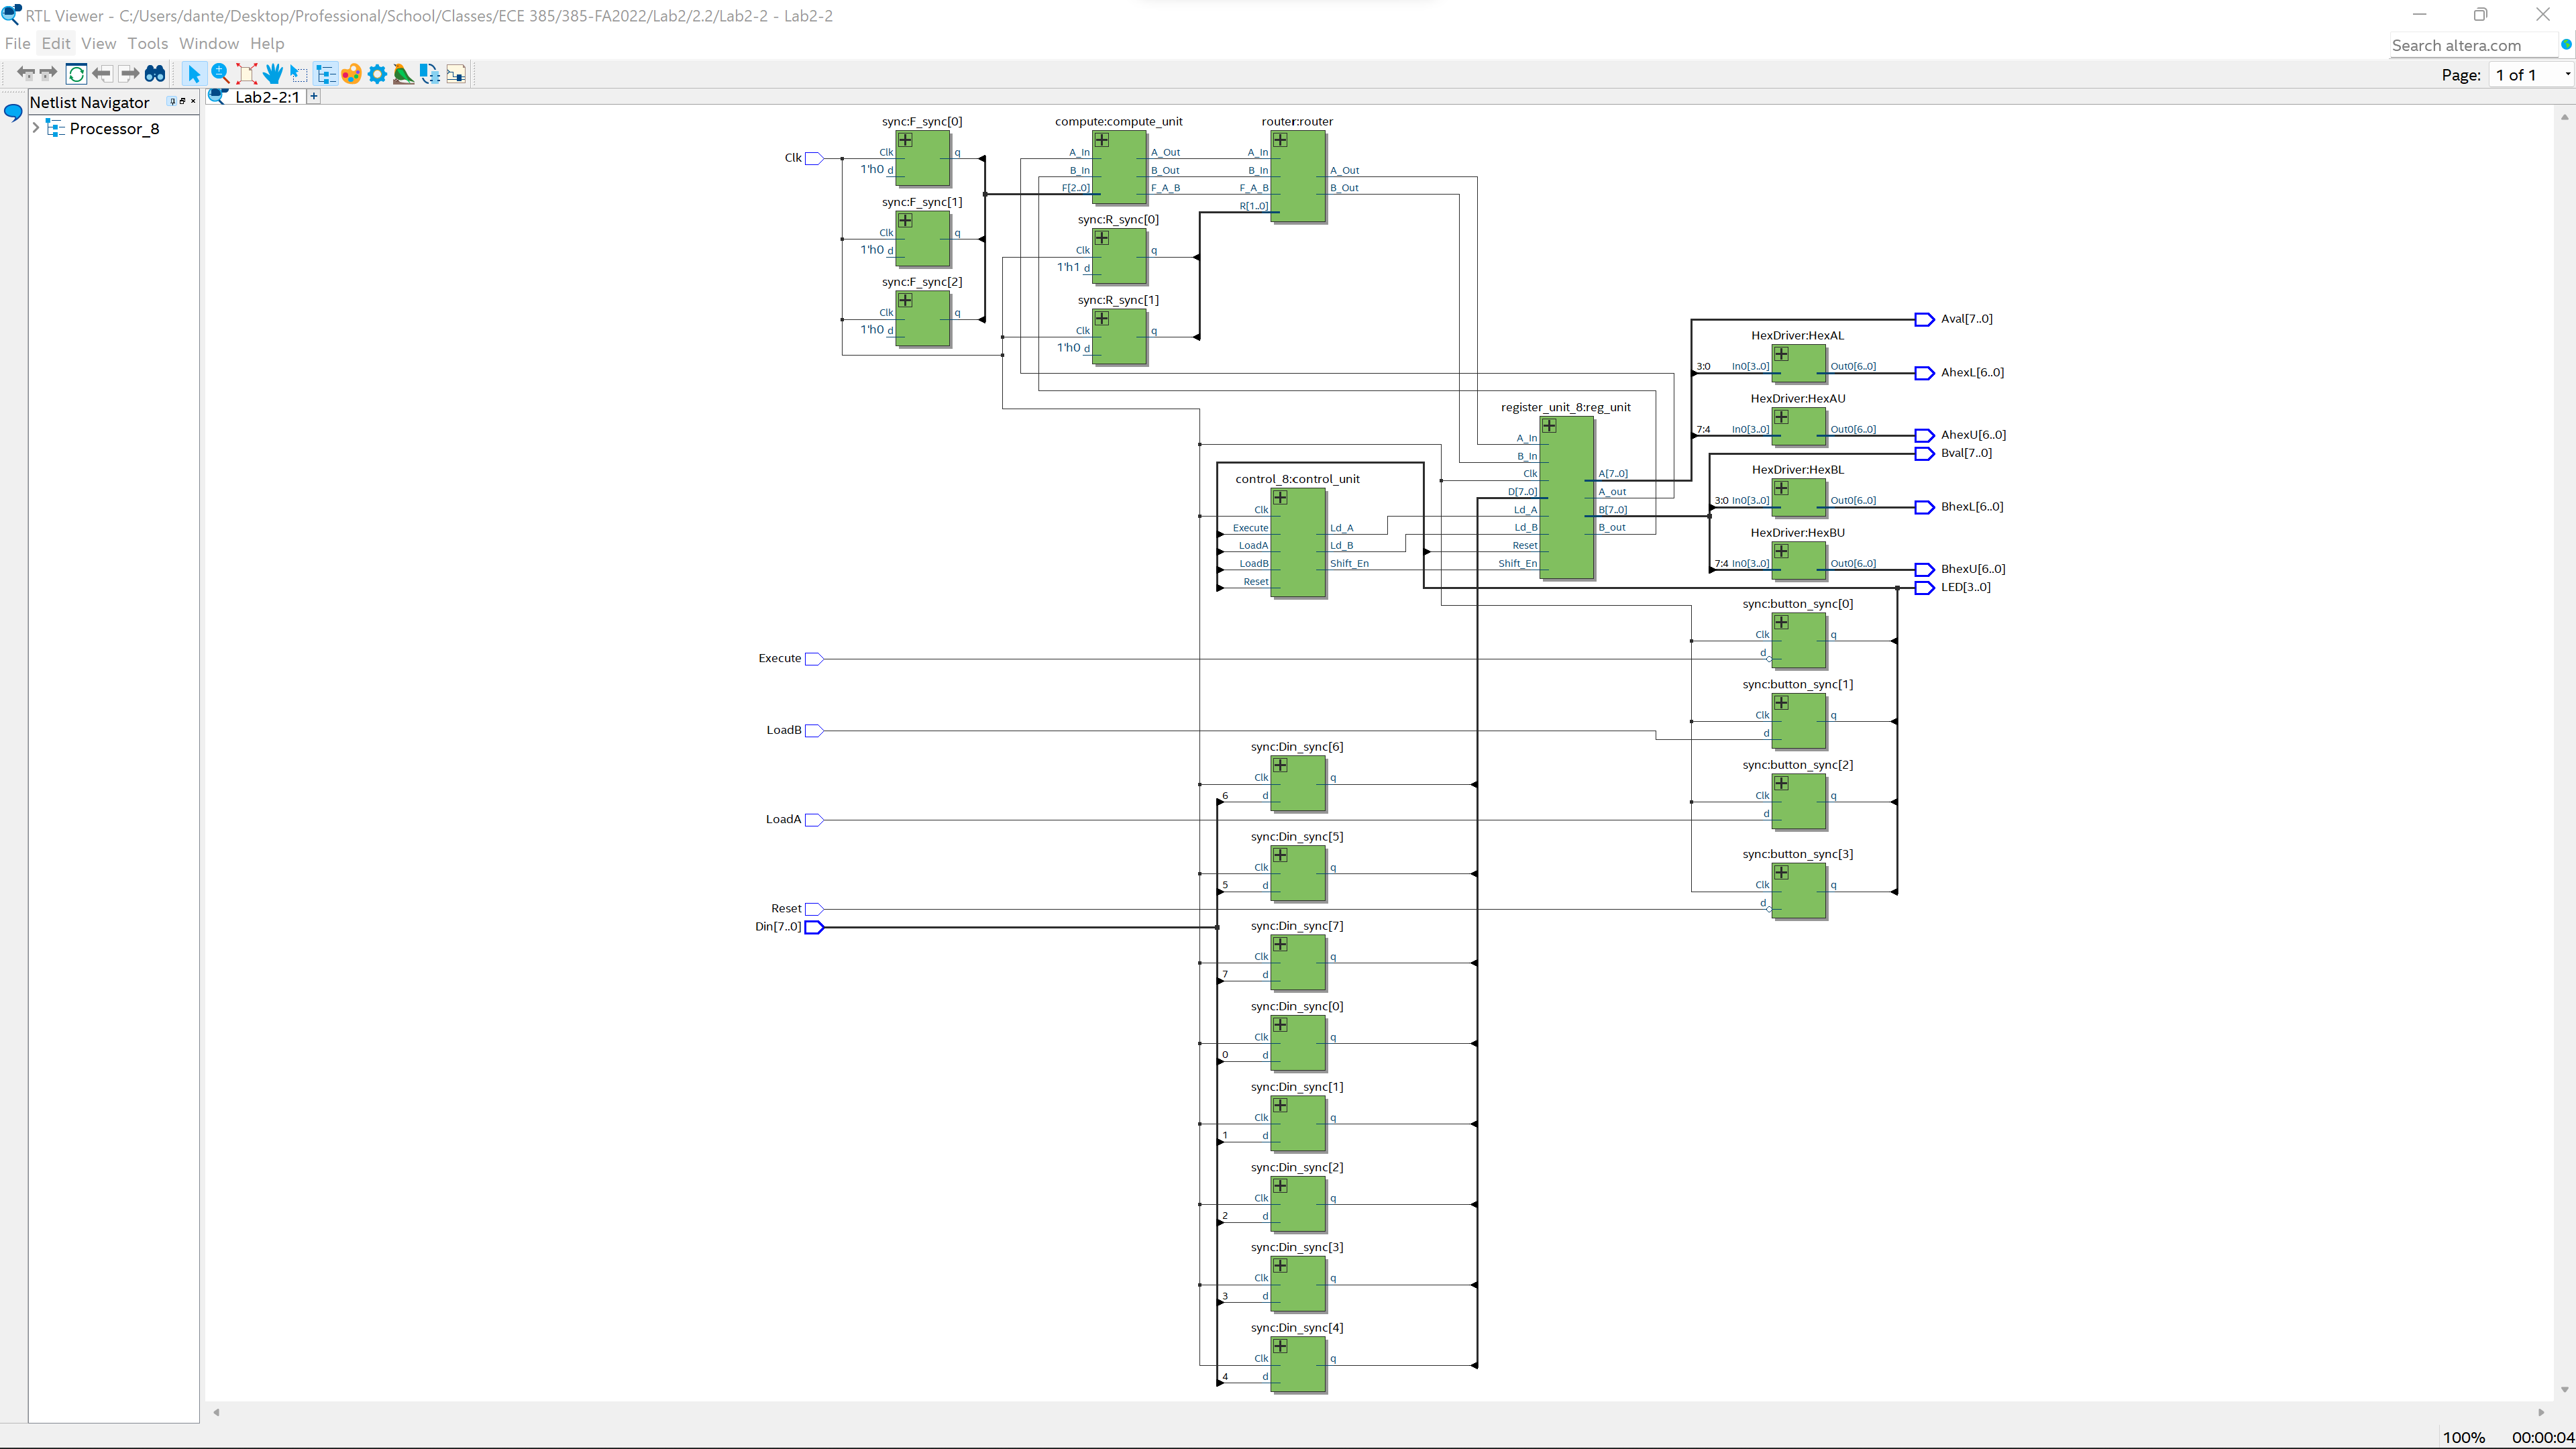 RTL Viewer - C:/Users/dante/Desktop/Professional/School/Classes/ECE 385/385-FA2022/Lab2/2.2/Lab2-2 - Lab2-2
File Edit View Tools Window Help
Search altera.com
Page: 1 of 1
Netlist Navigator
Lab2-2:1
Processor_8
Clk
sync:F_sync[0]
Clk
1'h0 d
q
sync:F_sync[1]
Clk
1'h0 d
q
sync:F_sync[2]
Clk
1'h0 d
q
compute:compute_unit
A_In
B_In
F[2..0]
A_Out
B_Out
F_A_B
router:router
A_In
B_In
F_A_B
R[1..0]
A_Out
B_Out
sync:R_sync[0]
Clk
1'h1 d
q
sync:R_sync[1]
Clk
1'h0 d
q
register_unit_8:reg_unit
A_In
B_In
Clk
D[7..0]
Ld_A
Ld_B
Reset
Shift_En
A[7..0]
A_out
B[7..0]
B_out
control_8:control_unit
Clk
Execute
LoadA
LoadB
Reset
Ld_A
Ld_B
Shift_En
Aval[7..0]
HexDriver:HexAL
3:0 In0[3..0] Out0[6..0]
AhexL[6..0]
HexDriver:HexAU
7:4 In0[3..0] Out0[6..0]
AhexU[6..0]
Bval[7..0]
HexDriver:HexBL
3:0 In0[3..0] Out0[6..0]
BhexL[6..0]
HexDriver:HexBU
7:4 In0[3..0] Out0[6..0]
BhexU[6..0]
LED[3..0]
sync:button_sync[0]
Clk
d
q
Execute
sync:button_sync[1]
Clk
d
q
LoadB
sync:button_sync[2]
Clk
d
q
LoadA
sync:button_sync[3]
Clk
d
q
Reset
Din[7..0]
sync:Din_sync[6]
Clk
6 d
q
sync:Din_sync[5]
Clk
5 d
q
sync:Din_sync[7]
Clk
7 d
q
sync:Din_sync[0]
Clk
0 d
q
sync:Din_sync[1]
Clk
1 d
q
sync:Din_sync[2]
Clk
2 d
q
sync:Din_sync[3]
Clk
3 d
q
sync:Din_sync[4]
Clk
4 d
q
100% 00:00:04